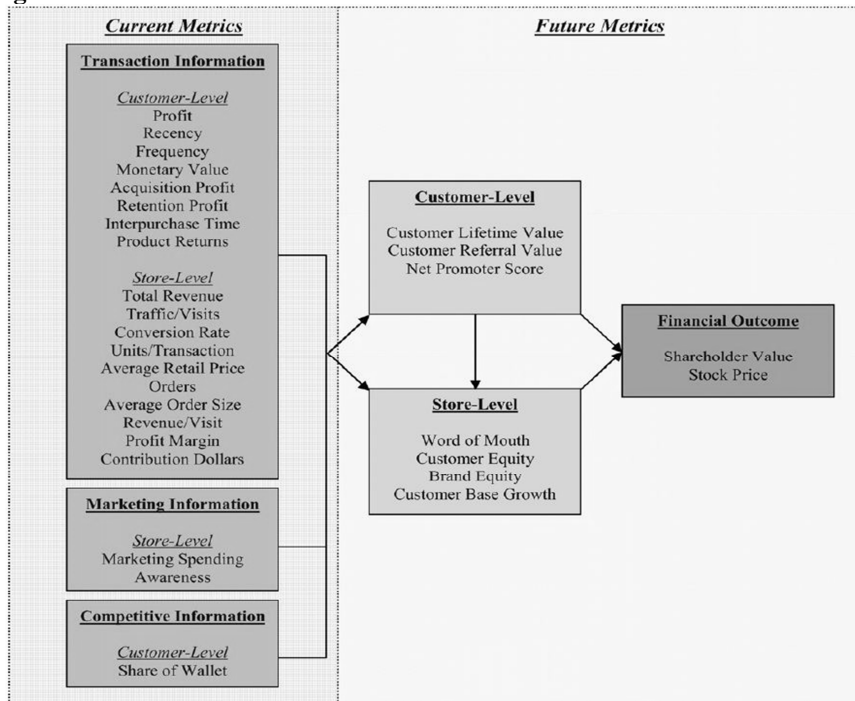 Current Metrics
Transaction Information
Customer-Level
Profit
Recency
Frequency
Monetary Value
Acquisition Profit
Retention Profit
Interpurchase Time
Product Returns
Store-Level
Total Revenue
Traffic/Visits
Conversion Rate
Units/Transaction
Average Retail Price
Orders
Average Order Size
Revenue/Visit
Profit Margin
Contribution Dollars
Marketing Information
Store-Level
Marketing Spending
Awareness
Competitive Information
Customer-Level
Share of Wallet
Future Metrics
Customer-Level
Customer Lifetime Value
Customer Referral Value
Net Promoter Score
Store-Level
Word of Mouth
Customer Equity
Brand Equity
Customer Base Growth
Financial Outcome
Shareholder Value
Stock Price